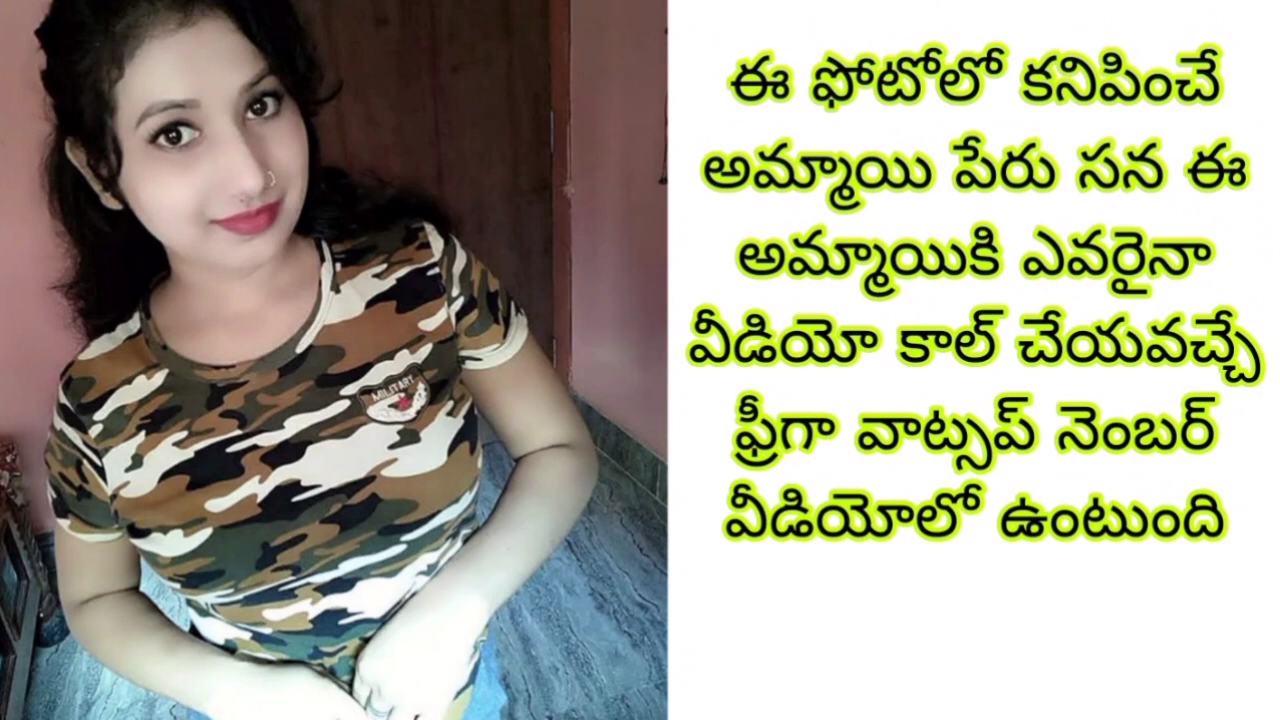 ఈ ఫోటోలో కనిపించే
అమ్మాయి పేరు సన ఈ
అమ్మాయికి ఎవరైనా
వీడియో కాల్ చేయవచ్చే
ఫ్రీగా వాట్సప్ నెంబర్
వీడియోలో ఉంటుంది
MILITARY